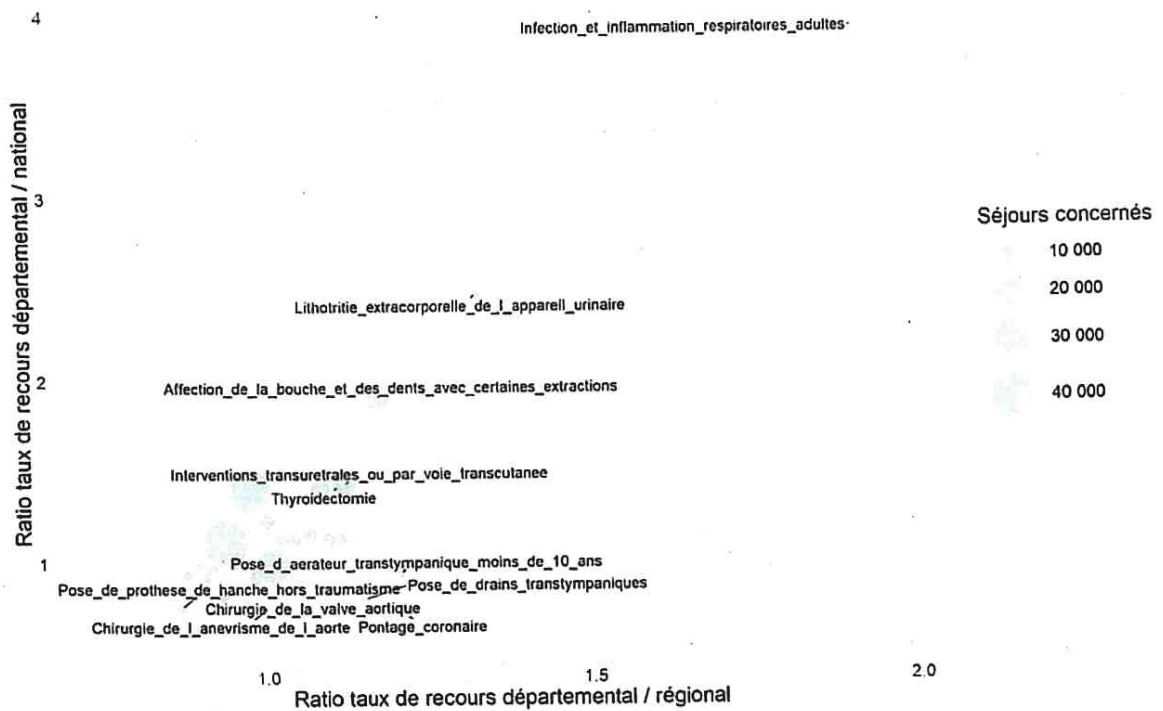 4
Infection_et_inflammation_respiratoires_adultes
Ratio taux de recours départemental / national
3
Séjours concernés
10 000
20 000
30 000
40 000
Lithotritie_extracorporelle_de_l_appareil_urinaire
2
Affection_de_la_bouche_et_des_dents_avec_certaines_extractions
Interventions_transuretrales_ou_par_voie_transcutanee
Thyroidectomie
1
Pose_d_aerateur_transtympanique_moins_de_10_ans
Pose_de_prothese_de_hanche_hors_traumatisme
Pose_de_drains_transtympaniques
Chirurgie_de_la_valve_aortique
Chirurgie_de_l_anevrisme_de_l_aorte
Pontage_coronaire
1.0
1.5
2.0
Ratio taux de recours départemental / régional